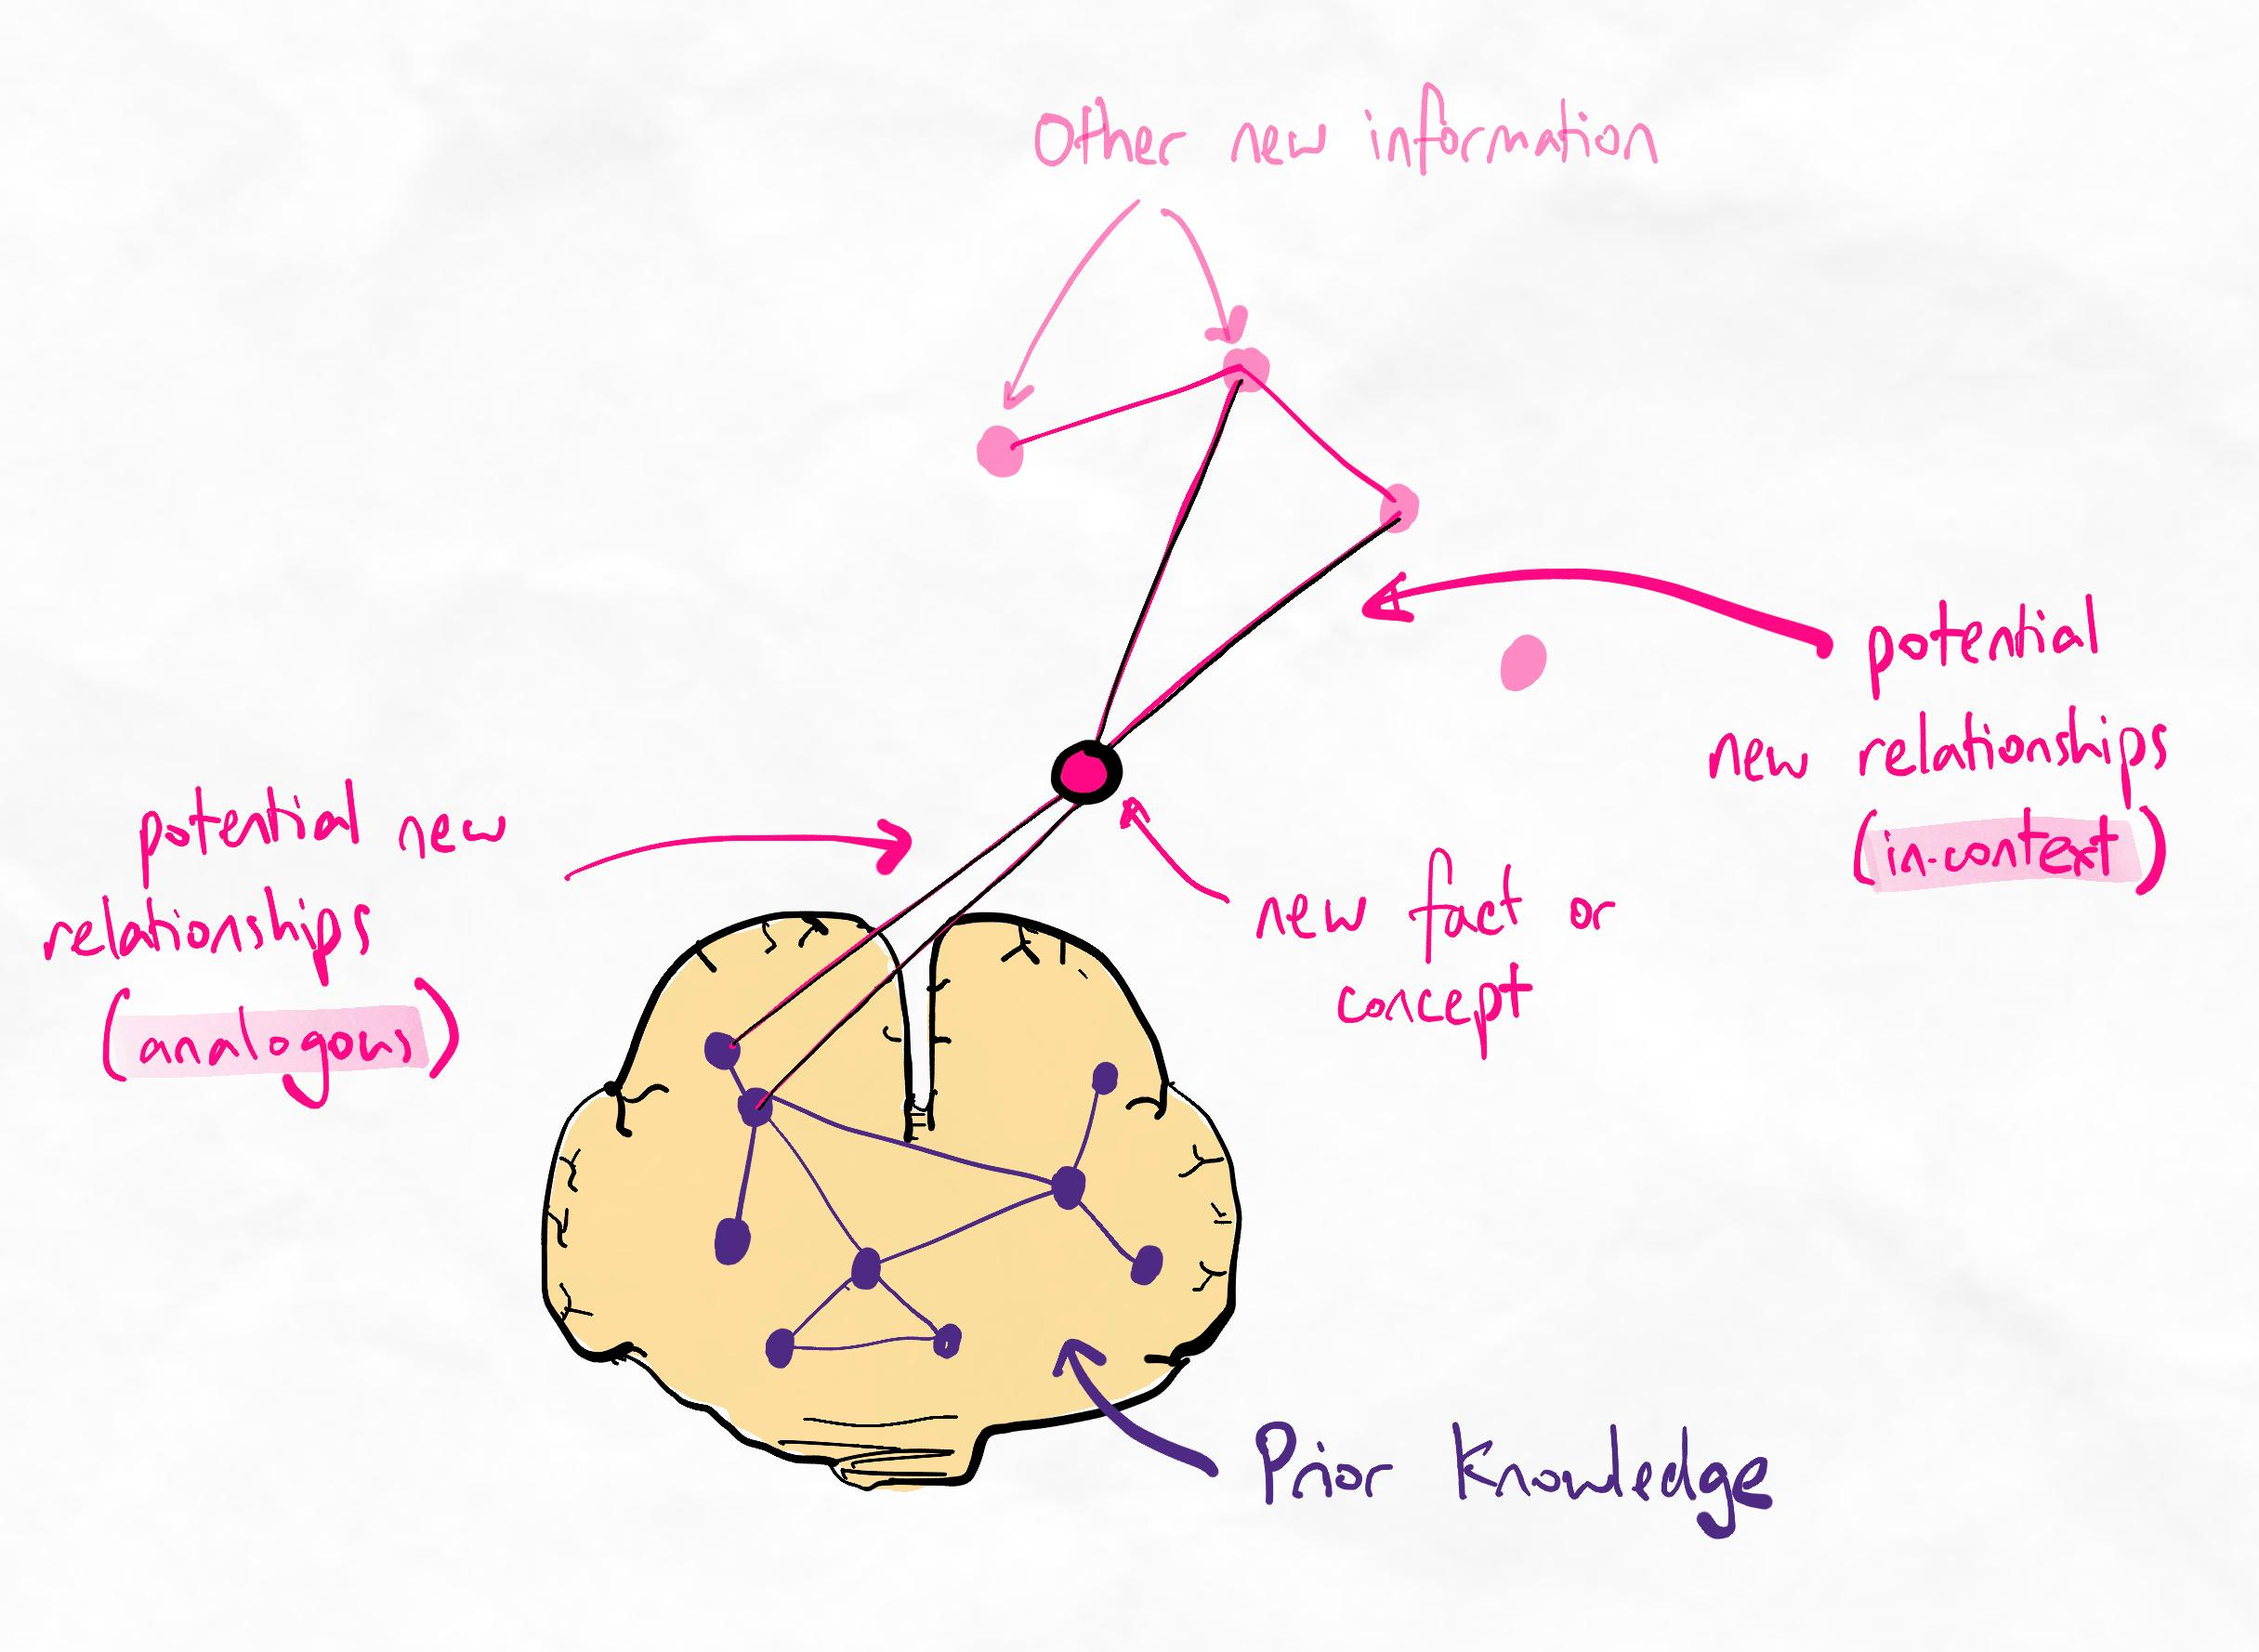 Other new information
potential
new relationships
(in-context)
potential new
relationships
(analogous)
new fact or
concept
Prior Knowledge